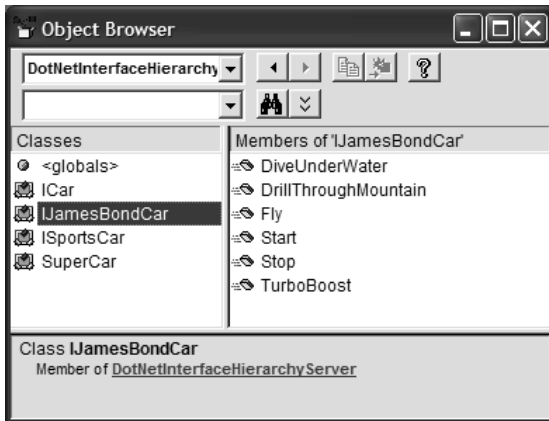 Object Browser
DotNetInterfaceHierarchy
?
Classes
Members of 'IJamesBondCar'
<globals>
ICar
IJamesBondCar
ISportsCar
SuperCar
DiveUnderWater
DrillThroughMountain
Fly
Start
Stop
TurboBoost
Class IJamesBondCar
Member of DotNetInterfaceHierarchyServer